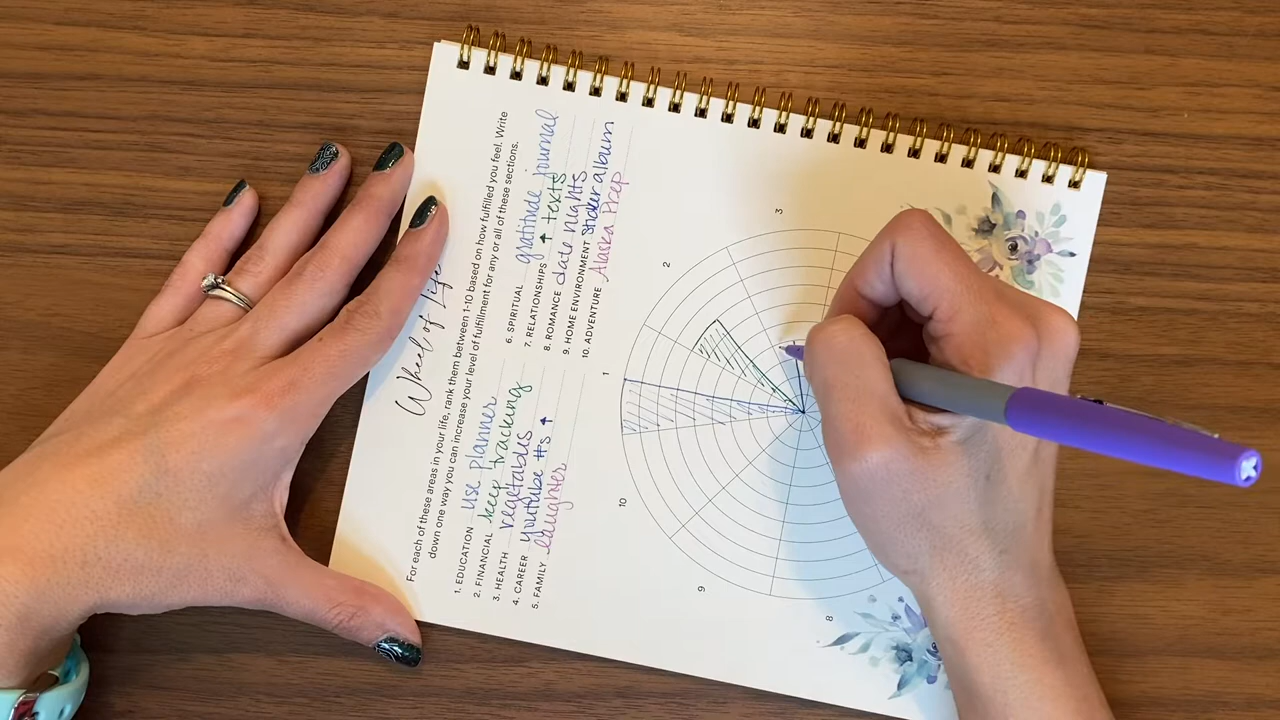 Wheel of Life
For each of these areas in your life, rank them between 1-10 based on how fulfilled you feel. Write
down one way you can increase your level of fulfillment for any or all of these sections.
1. EDUCATION use planner
2. FINANCIAL keep tracking
3. HEALTH vegetables
4. CAREER youtube #s ↑
5. FAMILY laughter
6. SPIRITUAL gratitude journal
7. RELATIONSHIPS ↑ texts
8. ROMANCE date nights
9. HOME ENVIRONMENT album
10. ADVENTURE Alaska Prep
1
2
3
8
9
10